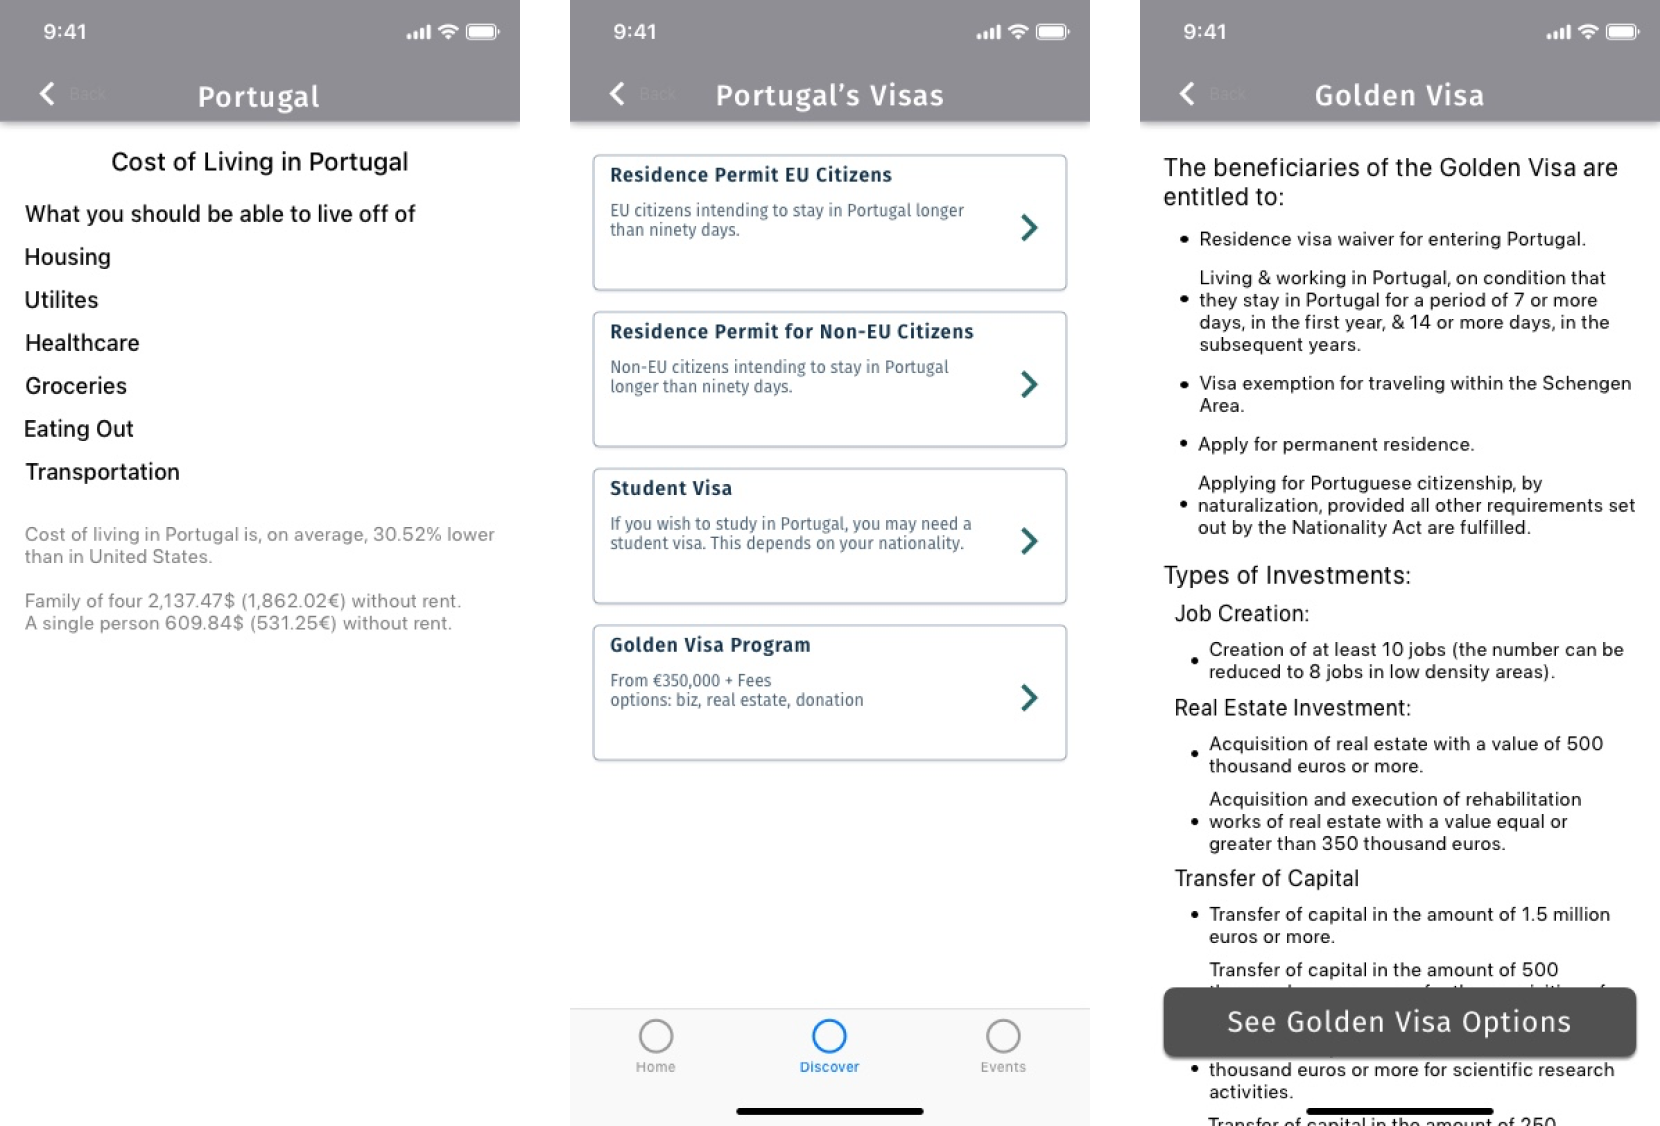 9:41
Back
Portugal
Cost of Living in Portugal
What you should be able to live off of
Housing
Utilites
Healthcare
Groceries
Eating Out
Transportation
Cost of living in Portugal is, on average, 30.52% lower
than in United States.
Family of four 2,137.47$ (1,862.02€) without rent.
A single person 609.84$ (531.25€) without rent.
9:41
Back
Portugal's Visas
Residence Permit EU Citizens
EU citizens intending to stay in Portugal longer
than ninety days.
Residence Permit for Non-EU Citizens
Non-EU citizens intending to stay in Portugal
longer than ninety days.
Student Visa
If you wish to study in Portugal, you may need a
student visa. This depends on your nationality.
Golden Visa Program
From €350,000 + Fees
options: biz, real estate, donation
Home
Discover
Events
9:41
Back
Golden Visa
The beneficiaries of the Golden Visa are
entitled to:
• Residence visa waiver for entering Portugal.
Living & working in Portugal, on condition that
• they stay in Portugal for a period of 7 or more
days, in the first year, & 14 or more days, in the
subsequent years.
• Visa exemption for traveling within the Schengen
Area.
• Apply for permanent residence.
Applying for Portuguese citizenship, by
• naturalization, provided all other requirements set
out by the Nationality Act are fulfilled.
Types of Investments:
Job Creation:
• Creation of at least 10 jobs (the number can be
reduced to 8 jobs in low density areas).
Real Estate Investment:
• Acquisition of real estate with a value of 500
thousand euros or more.
Acquisition and execution of rehabilitation
• works of real estate with a value equal or
greater than 350 thousand euros.
Transfer of Capital
• Transfer of capital in the amount of 1.5 million
euros or more.
Transfer of capital in the amount of 500
See Golden Visa Options
• thousand euros or more for scientific research
activities.
Transfer of capital in the amount of 250